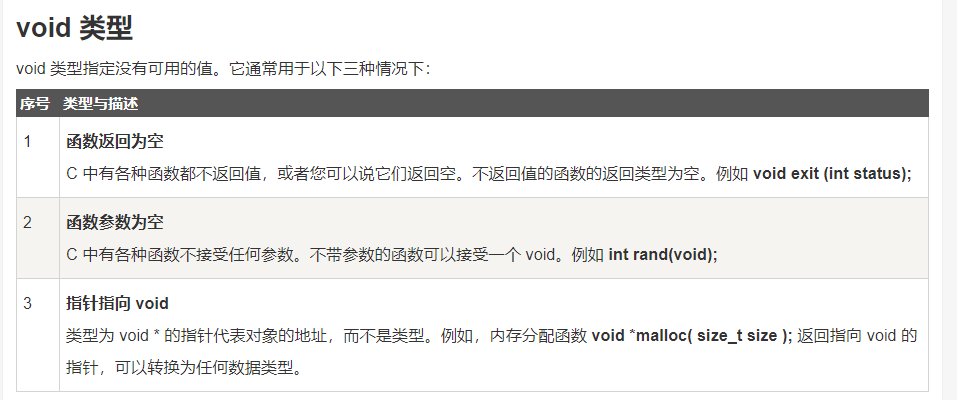 void 类型
void 类型指定没有可用的值。它通常用于以下三种情况下：
序号 类型与描述
1 函数返回为空
C 中有各种函数都不返回值，或者您可以说它们返回空。不返回值的函数的返回类型为空。例如 void exit (int status);
2 函数参数为空
C 中有各种函数不接受任何参数。不带参数的函数可以接受一个 void。例如 int rand(void);
3 指针指向 void
类型为 void * 的指针代表对象的地址，而不是类型。例如，内存分配函数 void *malloc( size_t size ); 返回指向 void 的
指针，可以转换为任何数据类型。